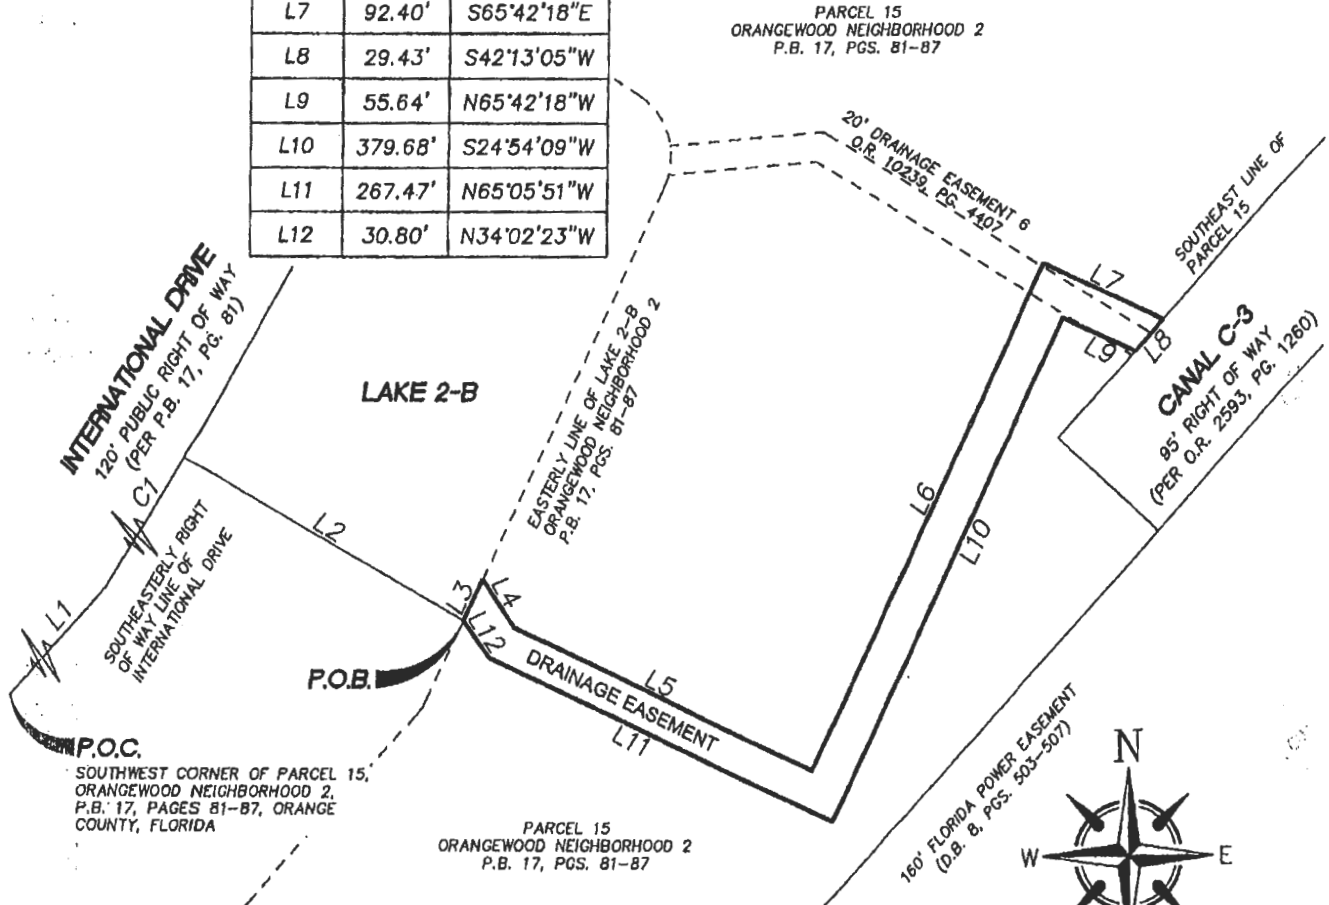 L7 92.40' S65°42'18"E
L8 29.43' S42°13'05"W
L9 55.64' N65°42'18"W
L10 379.68' S24°54'09"W
L11 267.47' N65°05'51"W
L12 30.80' N34°02'23"W
PARCEL 15
ORANGEWOOD NEIGHBORHOOD 2
P.B. 17, PGS. 81-87
20' DRAINAGE EASEMENT 6
O.R. 10239, PG. 4407
SOUTHEAST LINE OF
PARCEL 15
INTERNATIONAL DRIVE
120' PUBLIC RIGHT OF WAY
(PER P.B. 17, PG. 81)
LAKE 2-B
EASTERLY LINE OF LAKE 2-B
ORANGEWOOD NEIGHBORHOOD 2
P.B. 17, PGS. 81-87
L7
L8
L9
CANAL C-3
95' RIGHT OF WAY
(PER O.R. 2593, PG. 1260)
C1
L2
L6
L10
SOUTHEASTERLY RIGHT
OF WAY LINE OF
INTERNATIONAL DRIVE
L1
L3
L4
L12
P.O.B.
DRAINAGE EASEMENT
L5
L11
P.O.C.
SOUTHWEST CORNER OF PARCEL 15,
ORANGEWOOD NEIGHBORHOOD 2,
P.B. 17, PAGES 81-87, ORANGE
COUNTY, FLORIDA
PARCEL 15
ORANGEWOOD NEIGHBORHOOD 2
P.B. 17, PGS. 81-87
160' FLORIDA POWER EASEMENT
(D.B. 8, PGS. 503-507)
N
W
E